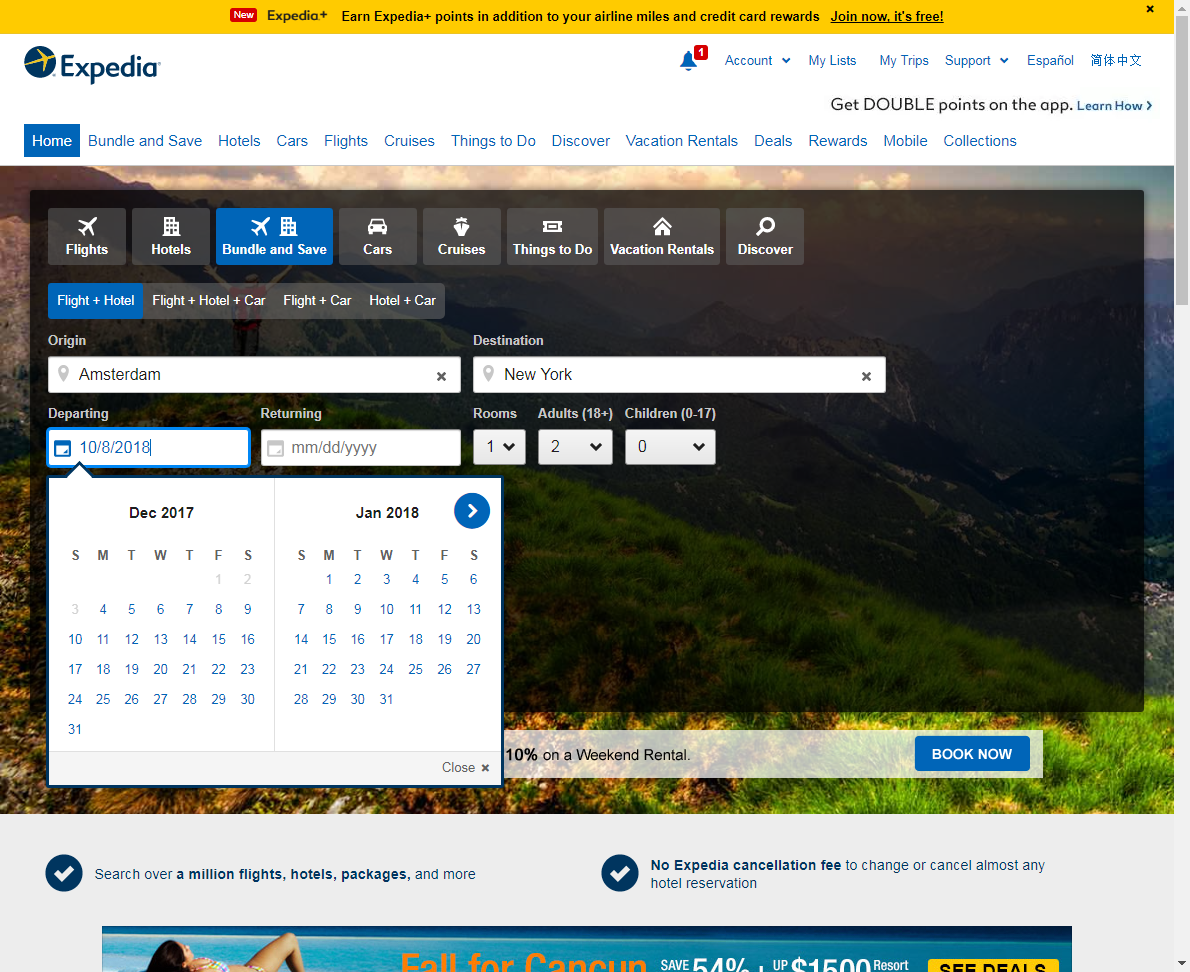 New Expedia+ Earn Expedia+ points in addition to your airline miles and credit card rewards Join now, it's free!
Expedia
1 Account My Lists My Trips Support Español 简体中文
Get DOUBLE points on the app. Learn How
Home Bundle and Save Hotels Cars Flights Cruises Things to Do Discover Vacation Rentals Deals Rewards Mobile Collections
Flights Hotels Bundle and Save Cars Cruises Things to Do Vacation Rentals Discover
Flight + Hotel Flight + Hotel + Car Flight + Car Hotel + Car
Origin Destination
Amsterdam New York
Departing Returning Rooms Adults (18+) Children (0-17)
10/8/2018 mm/dd/yyyy 1 2 0
Dec 2017 Jan 2018
S M T W T F S S M T W T F S
1 2 1 2 3 4 5 6
3 4 5 6 7 8 9 7 8 9 10 11 12 13
10 11 12 13 14 15 16 14 15 16 17 18 19 20
17 18 19 20 21 22 23 21 22 23 24 25 26 27
24 25 26 27 28 29 30 28 29 30 31
31
10% on a Weekend Rental. BOOK NOW
Close
Search over a million flights, hotels, packages, and more
No Expedia cancellation fee to change or cancel almost any
hotel reservation
Fall for Cancun SAVE 54% + UP $1500 Resort SEE DEALS